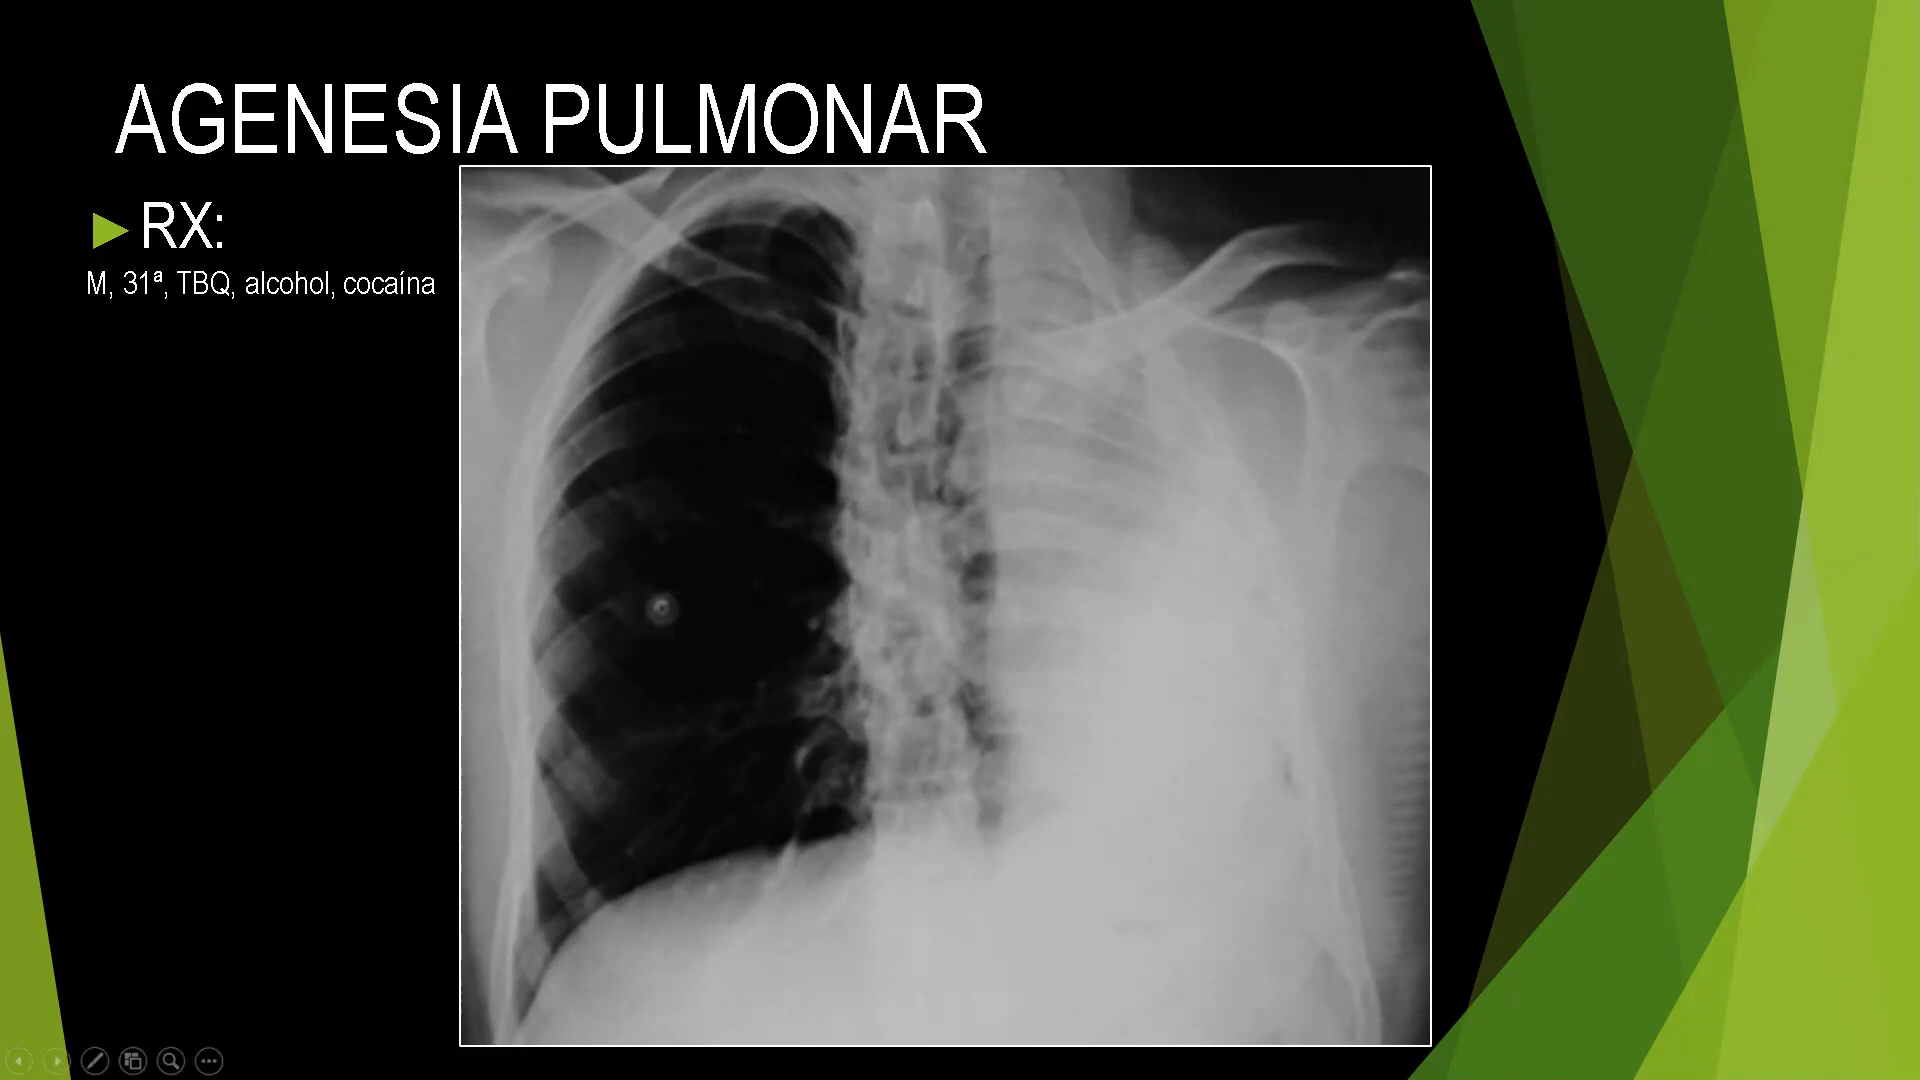 AGENESIA PULMONAR
RX:
M, 31ª, TBQ, alcohol, cocaína